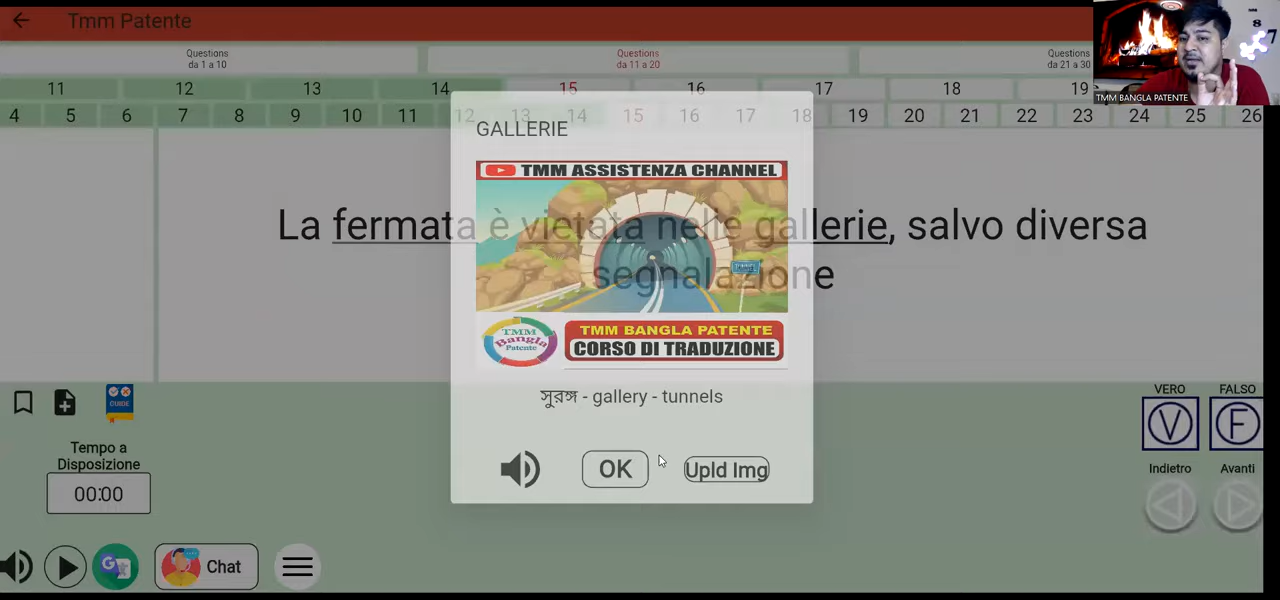 Tmm Patente
TMM BANGLA PATENTE
Questions
da 1 a 10
Questions
da 11 a 20
Questions
da 21 a 30
11 12 13 14 15 16 17 18 19
4 5 6 7 8 9 10 11 12 13 14 15 16 17 18 19 20 21 22 23 24 25 26
La fermata è vietata nelle gallerie, salvo diversa
segnalazione
GALLERIE
TMM ASSISTENZA CHANNEL
TUNNEL
TMM
Bangla
Patente
TMM BANGLA PATENTE
CORSO DI TRADUZIONE
সুরঙ্গ - gallery - tunnels
OK
Upld Img
GUIDE
Tempo a
Disposizione
00:00
VERO
FALSO
V
F
Indietro
Avanti
G
Chat